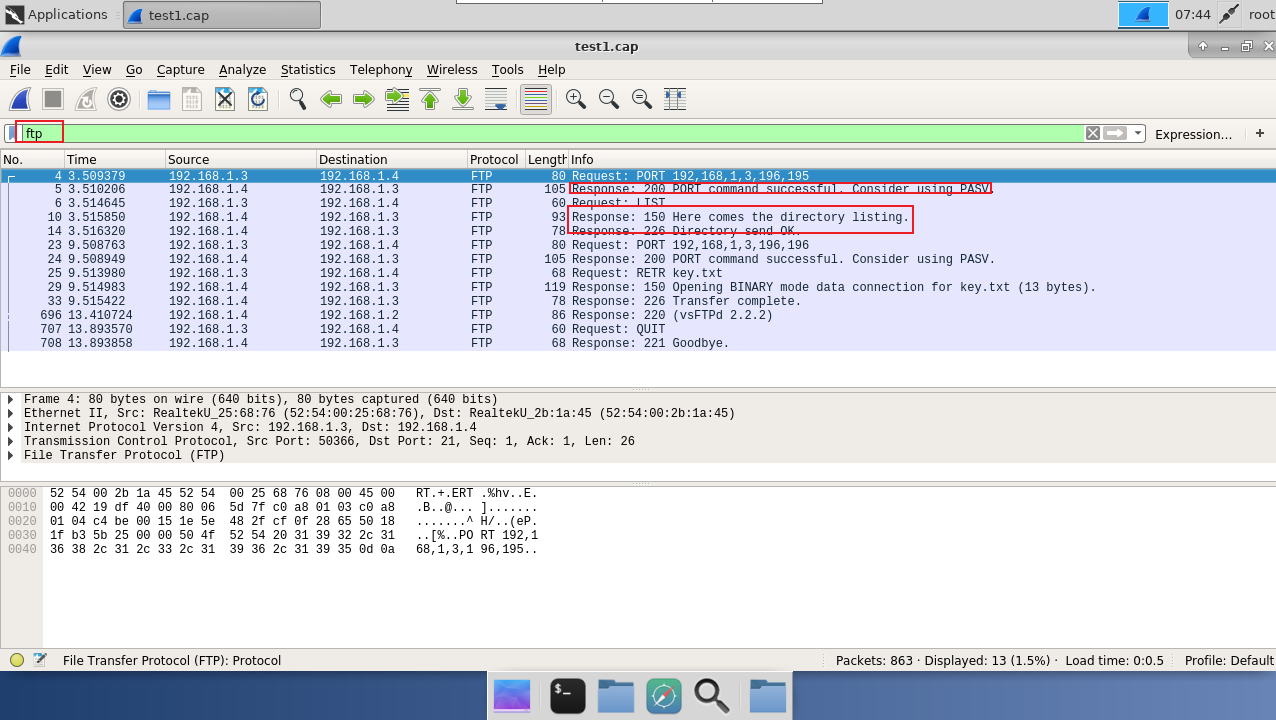 Applications test1.cap 07:44 root
test1.cap
File Edit View Go Capture Analyze Statistics Telephony Wireless Tools Help
ftp Expression… +
No. Time Source Destination Protocol Length Info
4 3.509379 192.168.1.3 192.168.1.4 FTP 80 Request: PORT 192,168,1,3,196,195
5 3.510206 192.168.1.4 192.168.1.3 FTP 105 Response: 200 PORT command successful. Consider using PASV.
6 3.514645 192.168.1.3 192.168.1.4 FTP 60 Request: LIST
10 3.515850 192.168.1.4 192.168.1.3 FTP 93 Response: 150 Here comes the directory listing.
14 3.516320 192.168.1.4 192.168.1.3 FTP 78 Response: 226 Directory send OK.
23 9.508763 192.168.1.3 192.168.1.4 FTP 80 Request: PORT 192,168,1,3,196,196
24 9.508949 192.168.1.4 192.168.1.3 FTP 105 Response: 200 PORT command successful. Consider using PASV.
25 9.513980 192.168.1.3 192.168.1.4 FTP 68 Request: RETR key.txt
29 9.514983 192.168.1.4 192.168.1.3 FTP 119 Response: 150 Opening BINARY mode data connection for key.txt (13 bytes).
33 9.515422 192.168.1.4 192.168.1.3 FTP 78 Response: 226 Transfer complete.
696 13.410724 192.168.1.4 192.168.1.2 FTP 86 Response: 220 (vsFTPd 2.2.2)
707 13.893570 192.168.1.3 192.168.1.4 FTP 60 Request: QUIT
708 13.893858 192.168.1.4 192.168.1.3 FTP 68 Response: 221 Goodbye.
Frame 4: 80 bytes on wire (640 bits), 80 bytes captured (640 bits)
Ethernet II, Src: RealtekU_25:68:76 (52:54:00:25:68:76), Dst: RealtekU_2b:1a:45 (52:54:00:2b:1a:45)
Internet Protocol Version 4, Src: 192.168.1.3, Dst: 192.168.1.4
Transmission Control Protocol, Src Port: 50366, Dst Port: 21, Seq: 1, Ack: 1, Len: 26
File Transfer Protocol (FTP)
0000 52 54 00 2b 1a 45 52 54 00 25 68 76 08 00 45 00 RT.+.ERT .%hv..E.
0010 00 42 19 df 40 00 80 06 5d 7f c0 a8 01 03 c0 a8 .B..@... ].......
0020 01 04 c4 be 00 15 1e 5e 48 2f cf 0f 28 65 50 18 .......^ H/..(eP.
0030 1f b3 5b 25 00 00 50 4f 52 54 20 31 39 32 2c 31 ..[%..PO RT 192,1
0040 36 38 2c 31 2c 33 2c 31 39 36 2c 31 39 35 0d 0a 68,1,3,1 96,195..
File Transfer Protocol (FTP): Protocol Packets: 863 · Displayed: 13 (1.5%) · Load time: 0:0.5 Profile: Default
$_